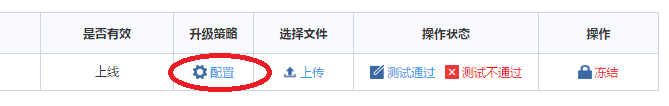 是否有效 升级策略 选择文件 操作状态 操作
上线 配置 上传 测试通过 测试不通过 冻结